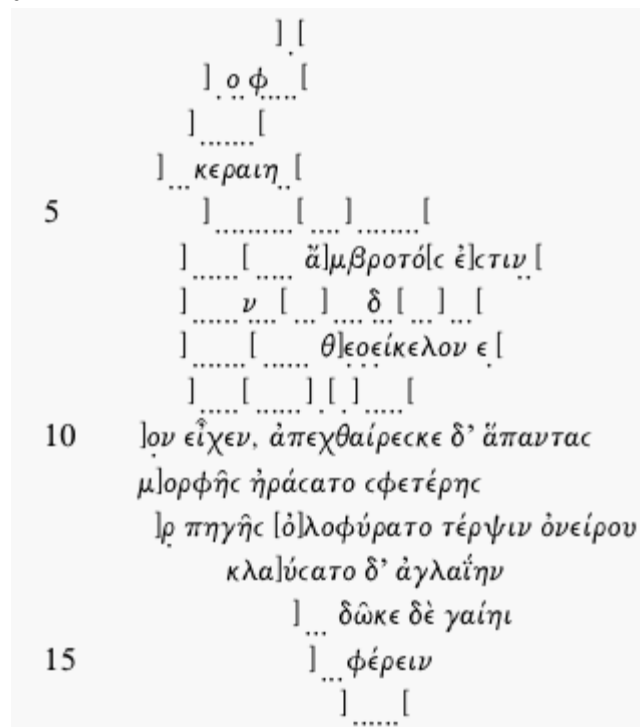 ] . [
] . ο φ ..... [
] ....... [
] ... κεραιη .. [
5 ] .......... [ .... ] ........ [
] ...... [ ..... ἄ]μβροτό[ϲ ἐ]ϲτιν [
] ....... ν . [ ... ] .... δ . [ ... ] ... [
] ....... [ ...... θ]εοείκελον ε [
] ..... [ ...... ] . [ . ] ..... [
10 ]ον εἶχεν, ἀπεχθαίρεϲκε δ’ ἅπανταϲ
μ]ορφῆϲ ἠράϲατο ϲφετέρηϲ
]ρ πηγῆϲ [ὀ]λοφύρατο τέρψιν ὀνείρου
κλα]ύϲατο δ’ ἀγλαΐην
] ... δῶκε δὲ γαίηι
15 ] ... φέρειν
] ...... [